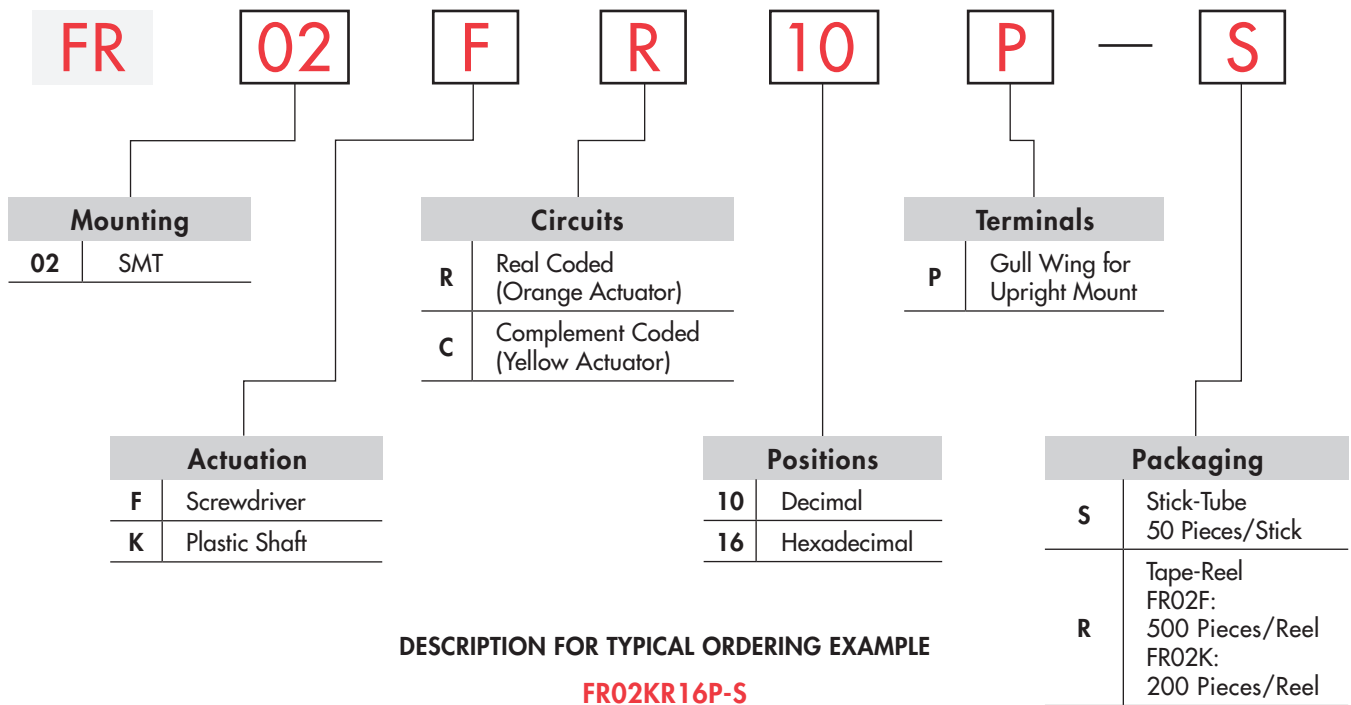 FR 02 F R 10 P — S
Mounting
02 SMT
Circuits
R Real Coded
(Orange Actuator)
C Complement Coded
(Yellow Actuator)
Terminals
P Gull Wing for
Upright Mount
Actuation
F Screwdriver
K Plastic Shaft
Positions
10 Decimal
16 Hexadecimal
Packaging
S Stick-Tube
50 Pieces/Stick
R Tape-Reel
FR02F:
500 Pieces/Reel
FR02K:
200 Pieces/Reel
DESCRIPTION FOR TYPICAL ORDERING EXAMPLE
FR02KR16P-S